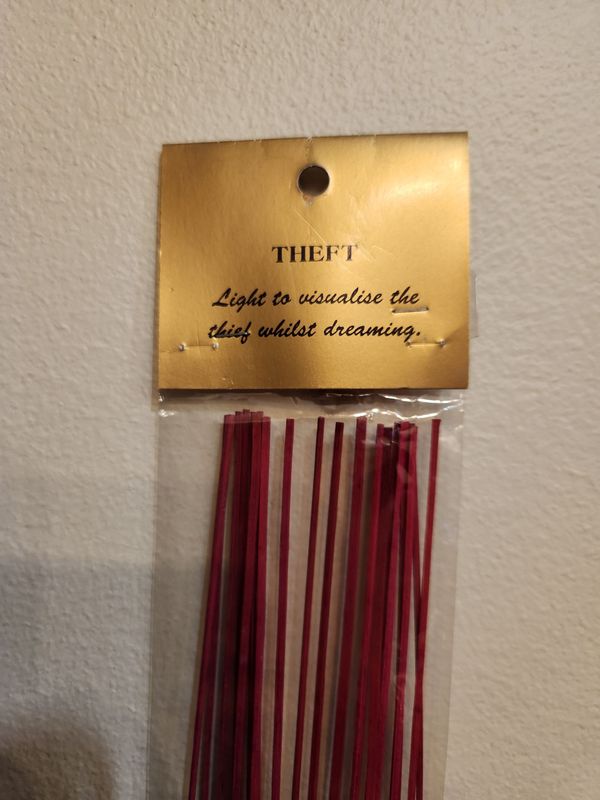 THEFT
Light to visualise the
thief whilst dreaming.